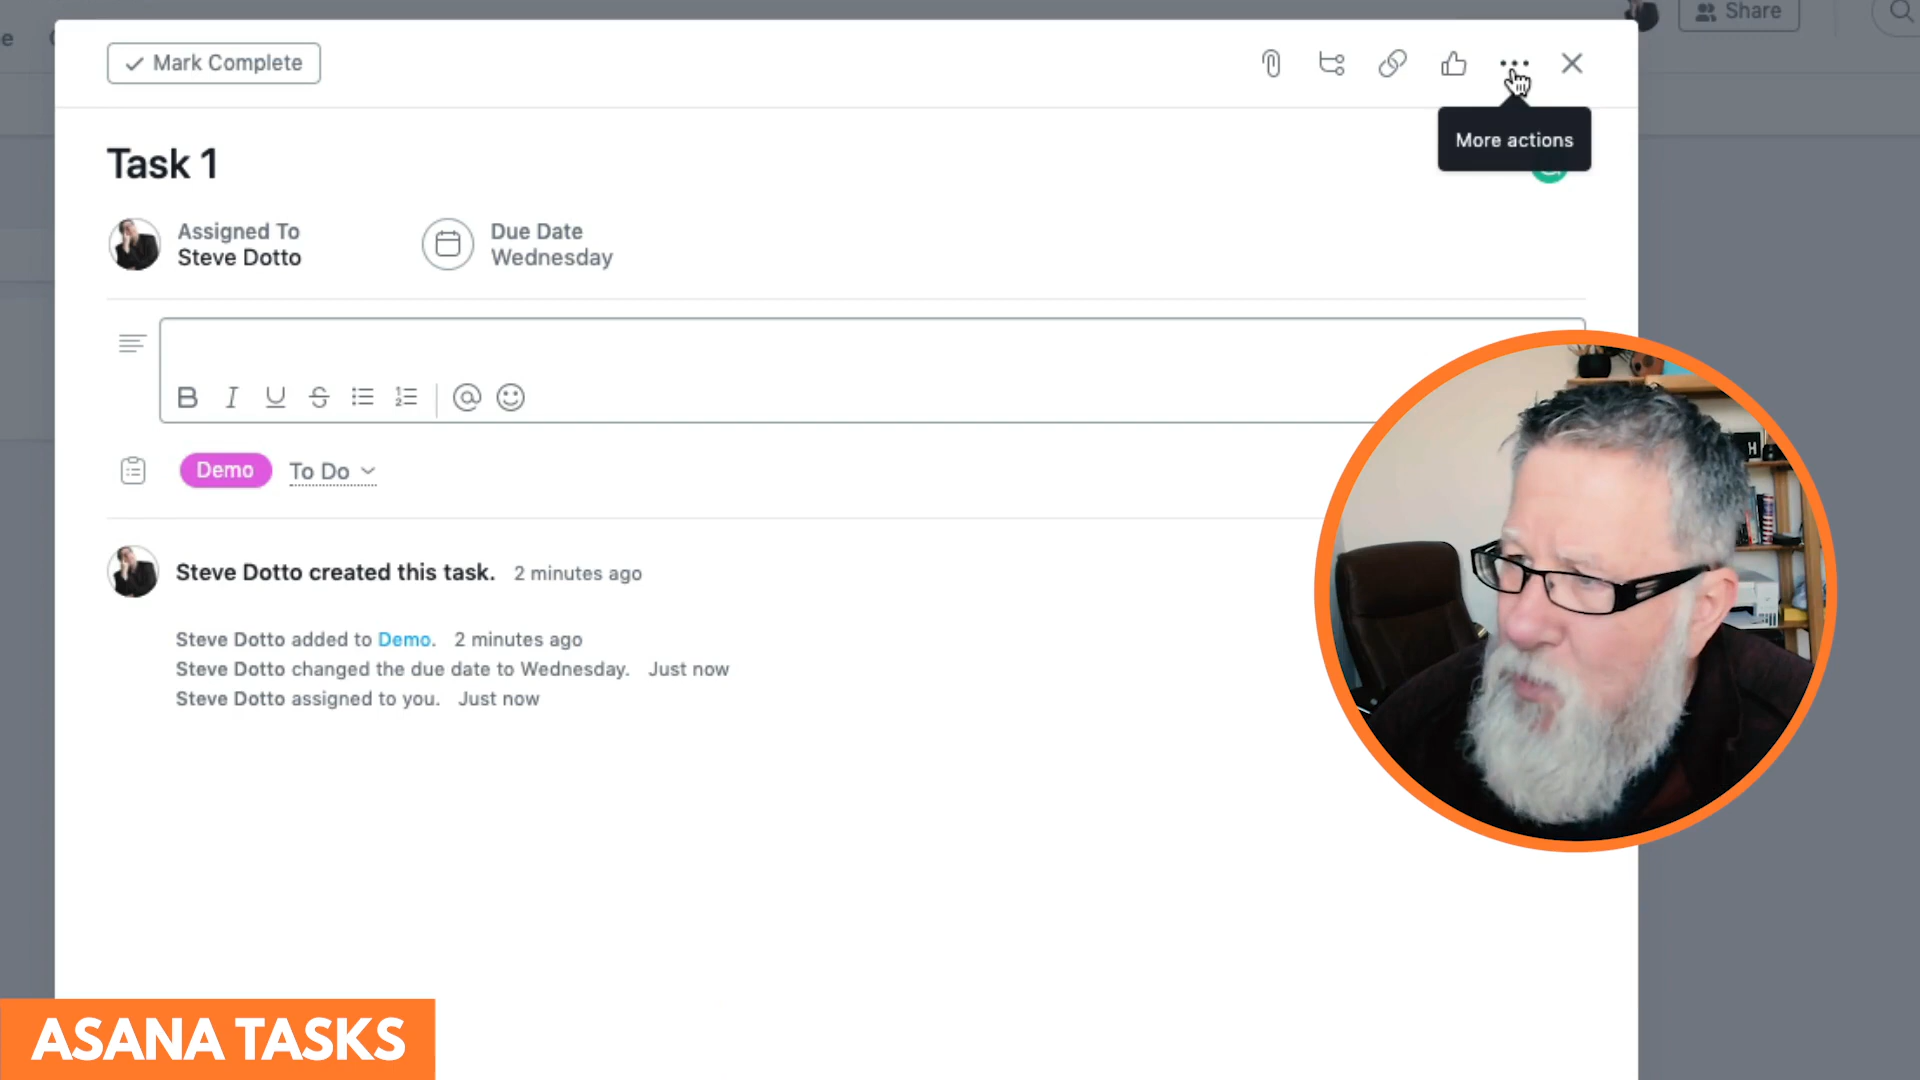 e
Share
Mark Complete
More actions
Task 1
Assigned To
Steve Dotto
Due Date
Wednesday
Demo
To Do
Steve Dotto created this task. 2 minutes ago
Steve Dotto added to Demo. 2 minutes ago
Steve Dotto changed the due date to Wednesday. Just now
Steve Dotto assigned to you. Just now
ASANA TASKS